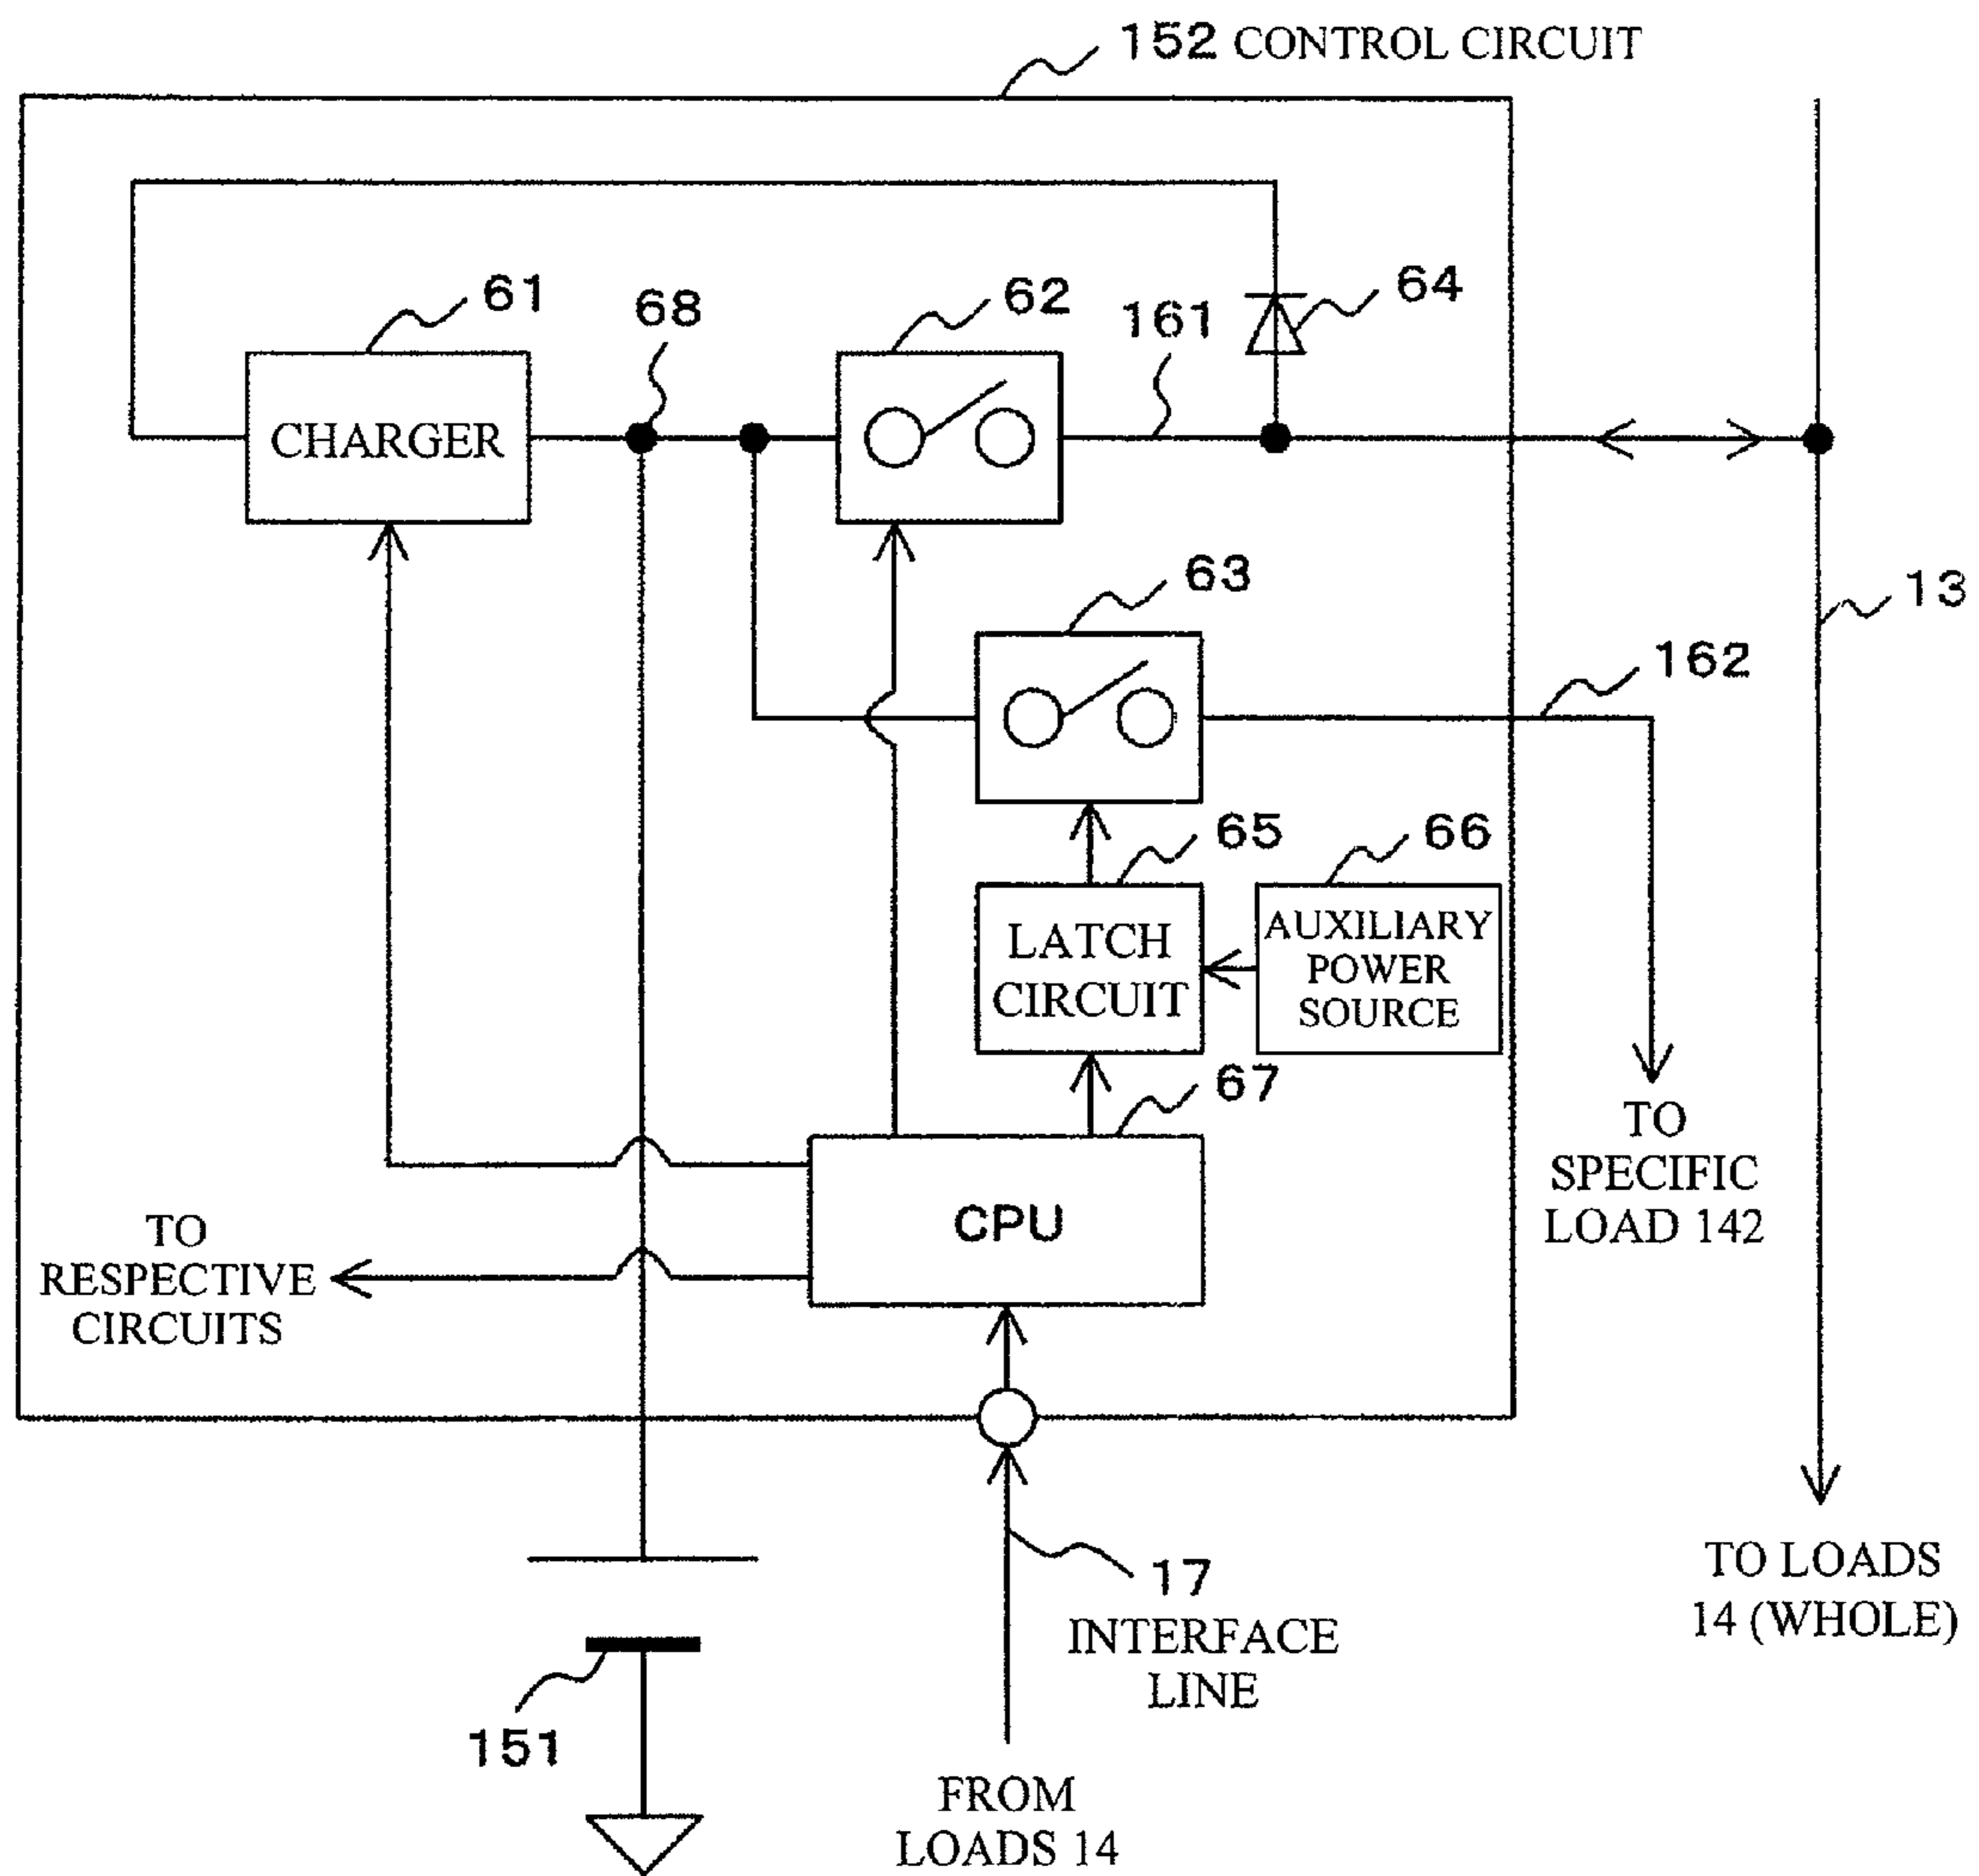 152 CONTROL CIRCUIT
61
68
62
161
64
CHARGER
63
13
162
65
66
LATCH
CIRCUIT
AUXILIARY
POWER
SOURCE
67
TO
SPECIFIC
LOAD 142
CPU
TO
RESPECTIVE
CIRCUITS
17
INTERFACE
LINE
TO LOADS
14 (WHOLE)
151
FROM
LOADS 14